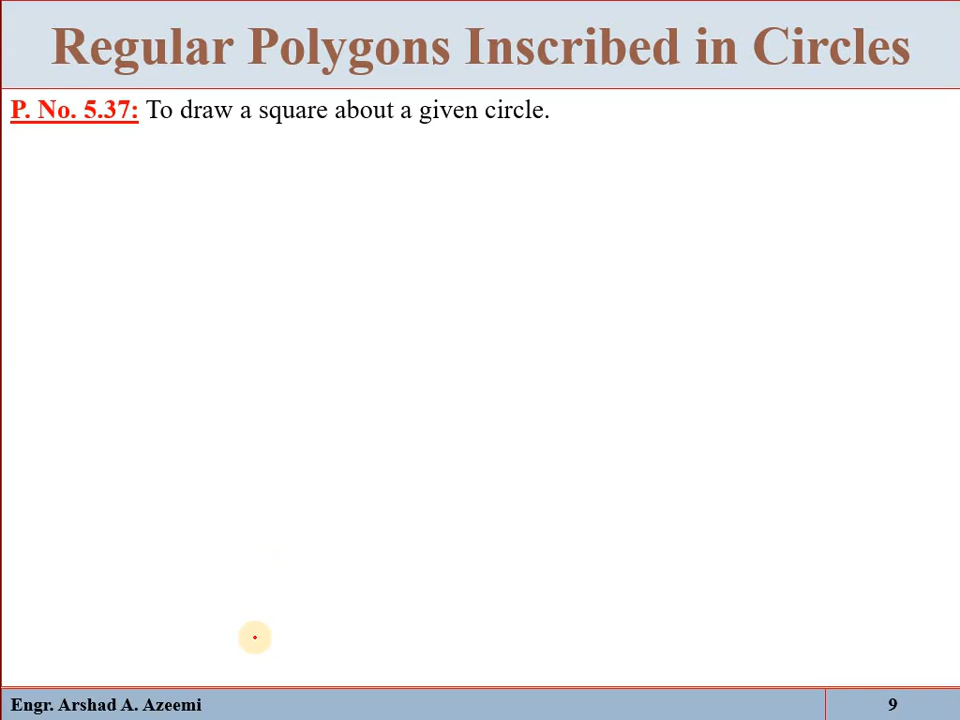 Regular Polygons Inscribed in Circles
P. No. 5.37: To draw a square about a given circle.
Engr. Arshad A. Azeemi
9